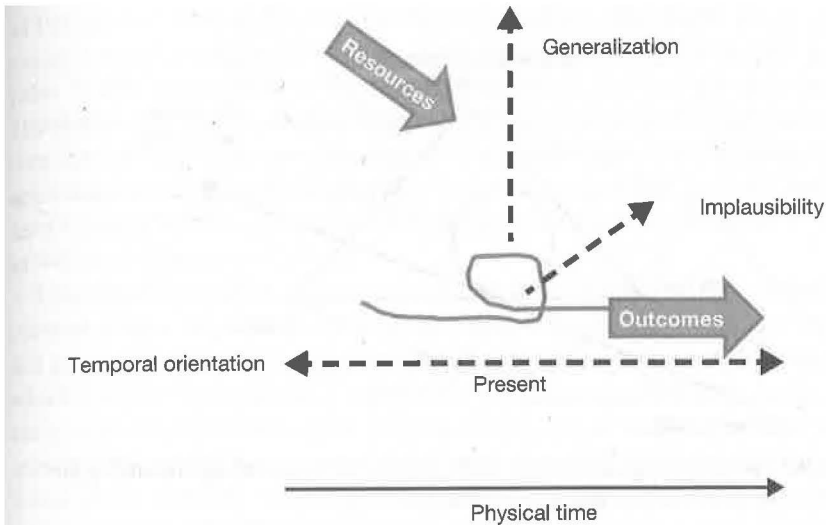 Resources
Generalization
Implausibility
Outcomes
Temporal orientation
Present
Physical time